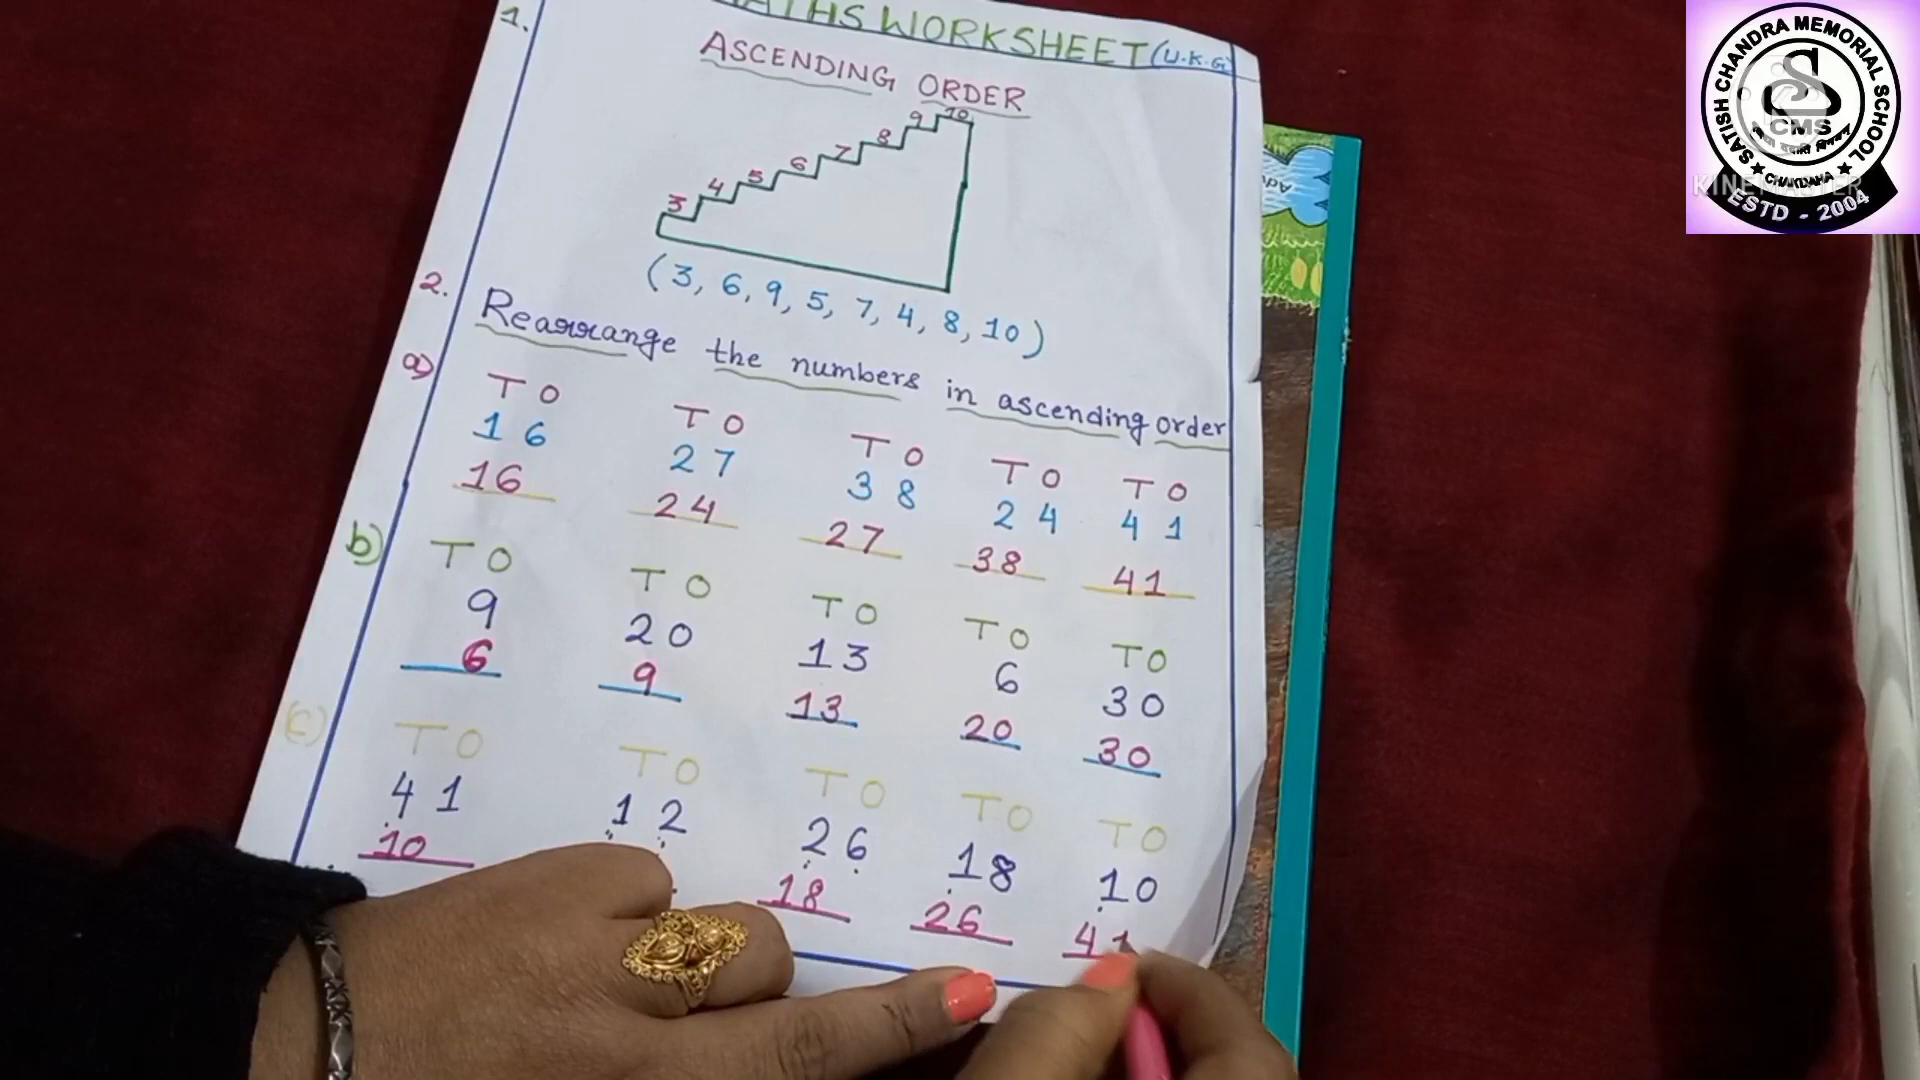 MATHS WORKSHEET (U.K.G)
1.
ASCENDING ORDER
3 4 5 6 7 8 9 10
(3, 6, 9, 5, 7, 4, 8, 10)
2.
Rearrange the numbers in ascending order
a)
T O T O T O T O T O
16 27 38 24 41
16 24 27 38 41
b)
T O T O T O T O T O
9 20 13 6 30
6 9 13 20 30
c)
T O T O T O T O T O
41 12 26 18 10
10 18 26 41
SATISH CHANDRA MEMORIAL SCHOOL
S
CMS
CHAKDAHA
ESTD - 2004
KINEMASTER